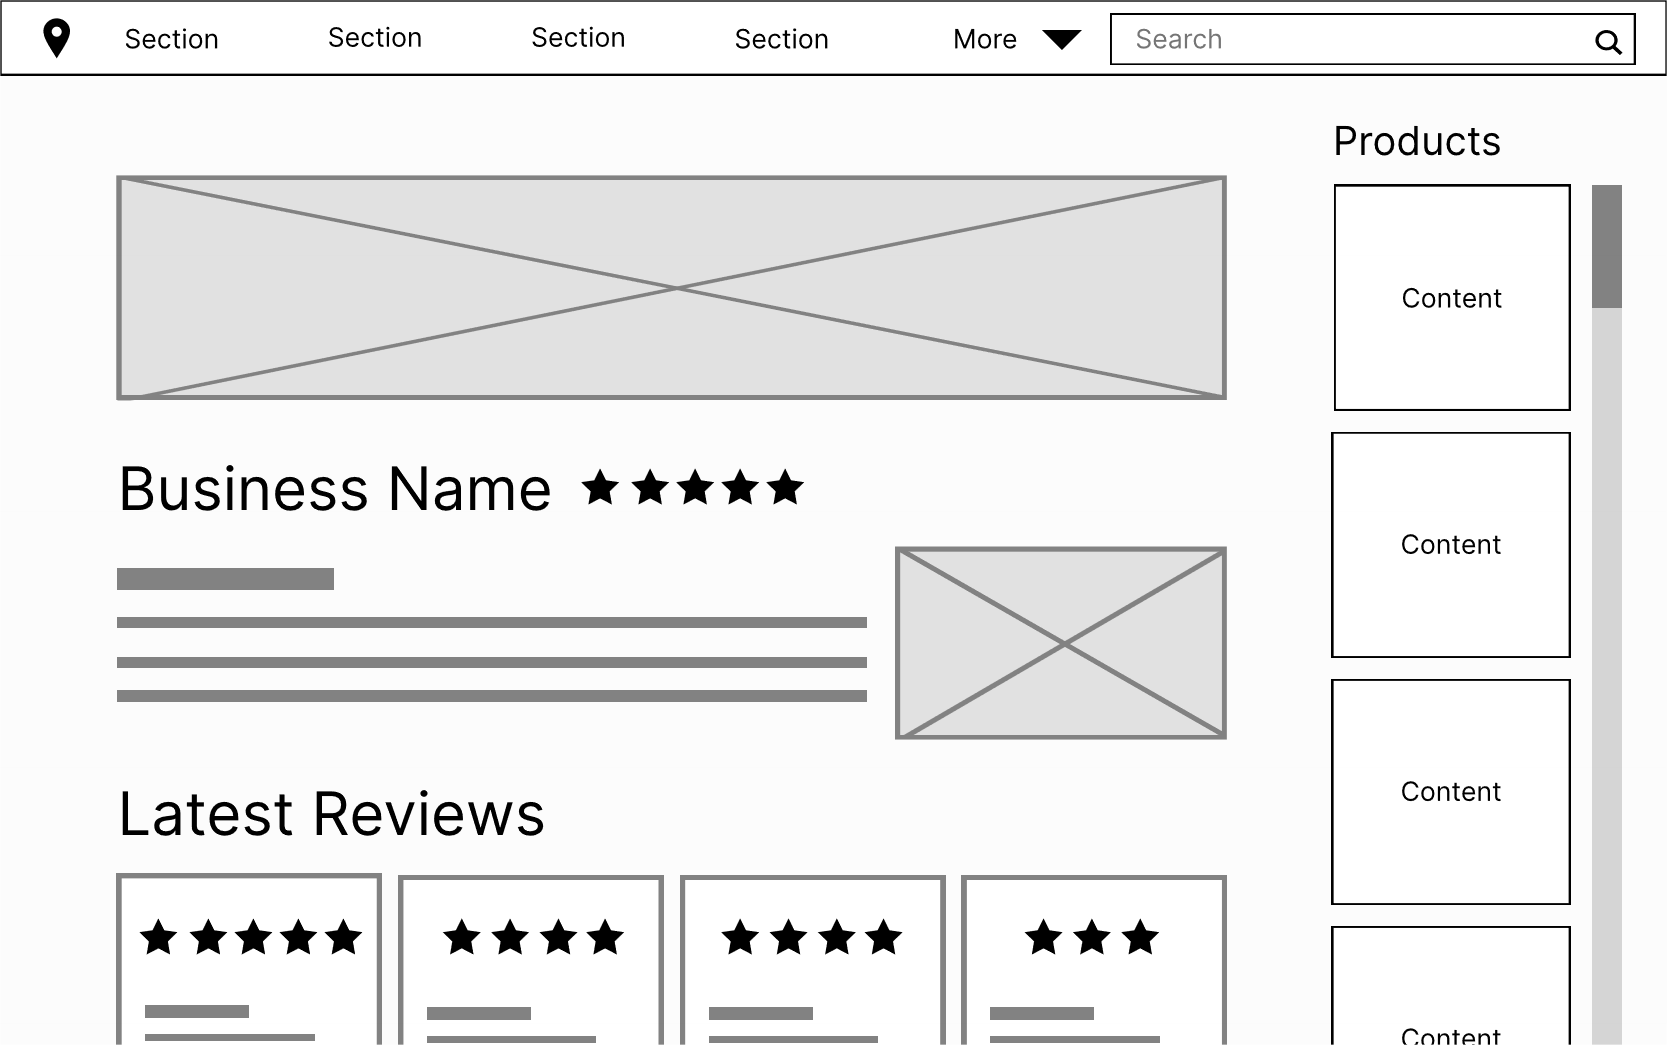 Section
Section
Section
Section
More
Search
Products
Content
Business Name
Content
Content
Latest Reviews
Content